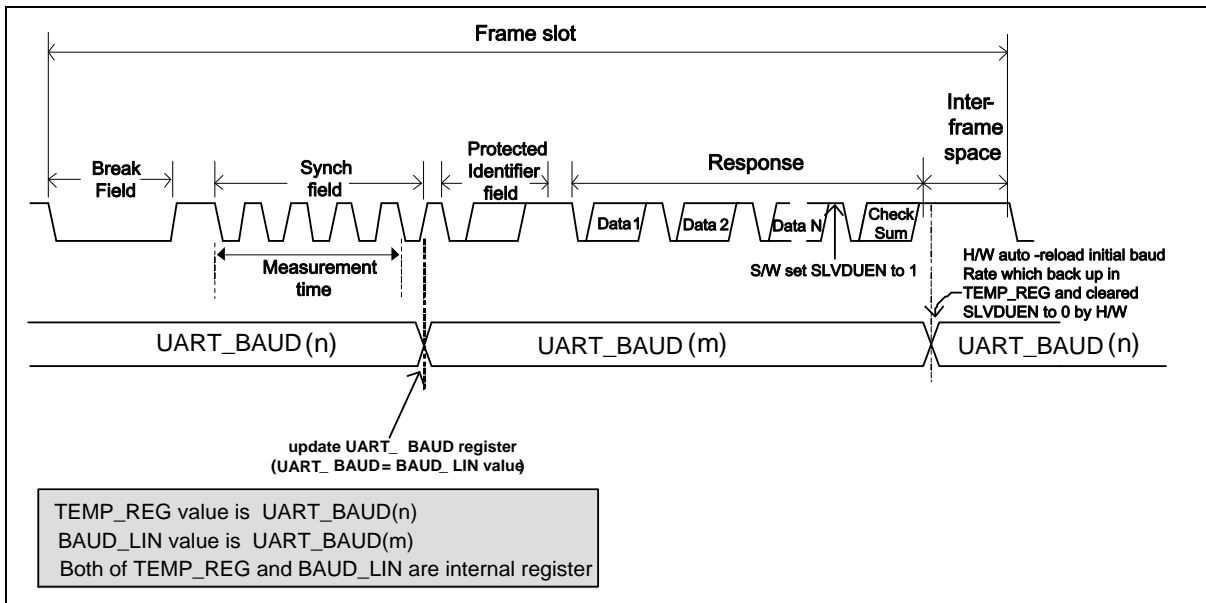 Frame slot
Inter-
frame
space
Break
Field
Synch
field
Protected
Identifier
field
Response
Data 1
Data 2
Data N
Check
Sum
Measurement
time
S/W set SLVDUEN to 1
H/W auto -reload initial baud
Rate which back up in
TEMP_REG and cleared
SLVDUEN to 0 by H/W
UART_BAUD (n)
UART_BAUD (m)
UART_BAUD (n)
update UART_ BAUD register
(UART_ BAUD = BAUD_ LIN value)
TEMP_REG value is UART_BAUD(n)
BAUD_LIN value is UART_BAUD(m)
Both of TEMP_REG and BAUD_LIN are internal register